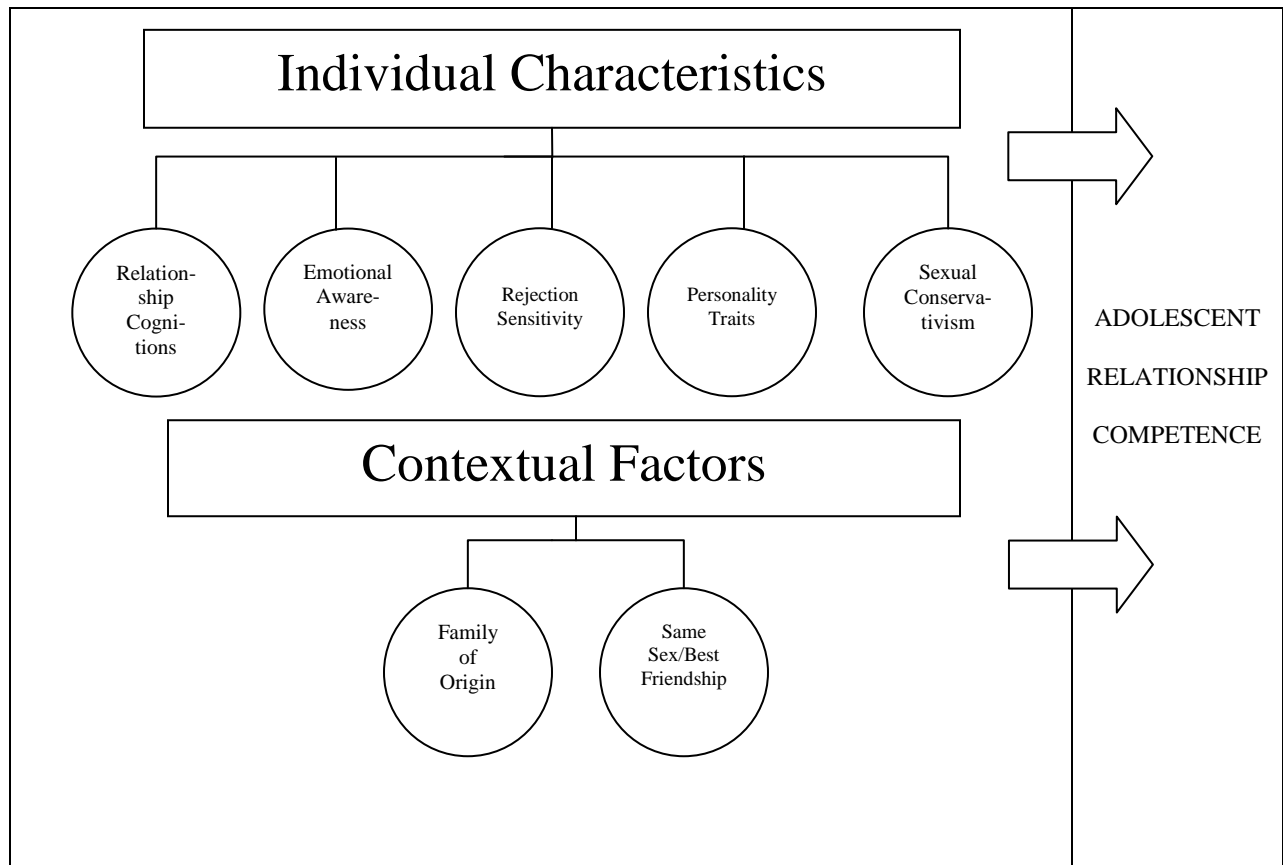 Individual Characteristics
Relation-
ship
Cogni-
tions
Emotional
Aware-
ness
Rejection
Sensitivity
Personality
Traits
Sexual
Conserva-
tivism
ADOLESCENT
RELATIONSHIP
COMPETENCE
Contextual Factors
Family
of
Origin
Same
Sex/Best
Friendship